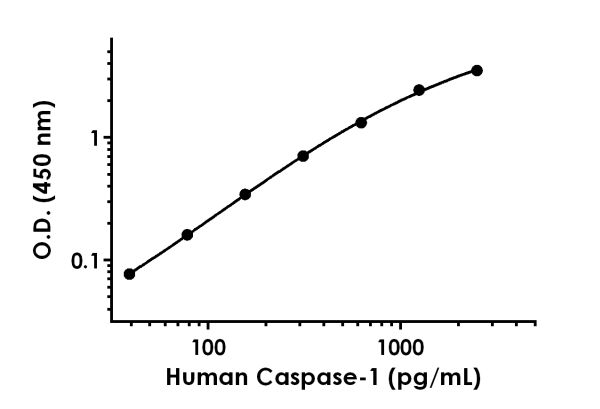 O.D. (450 nm)
1
0.1
100 1000
Human Caspase-1 (pg/mL)